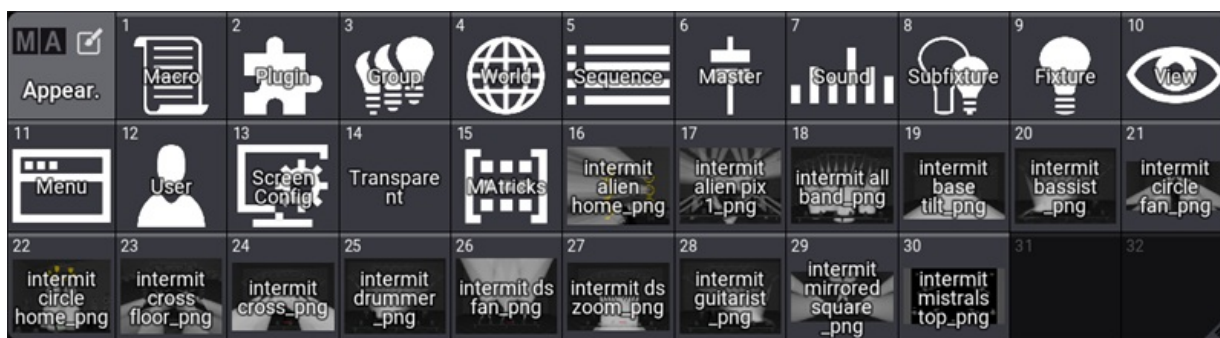 MA
Appear.
1
Macro
2
Plugin
3
Group
4
World
5
Sequence
6
Master
7
Sound
8
Subfixture
9
Fixture
10
View
11
Menu
12
User
13
Screen
Config
14
Transpare
nt
15
MAtricks
16
intermit
alien
home_png
17
intermit
alien pix
1_png
18
intermit all
band_png
19
intermit
base
tilt_png
20
intermit
bassist
_png
21
intermit
circle
fan_png
22
intermit
circle
home_png
23
intermit
cross
floor_png
24
intermit
cross_png
25
intermit
drummer
_png
26
intermit ds
fan_png
27
intermit ds
zoom_png
28
intermit
guitarist
_png
29
intermit
mirrored
square
_png
30
intermit
mistrals
top_png
31
32